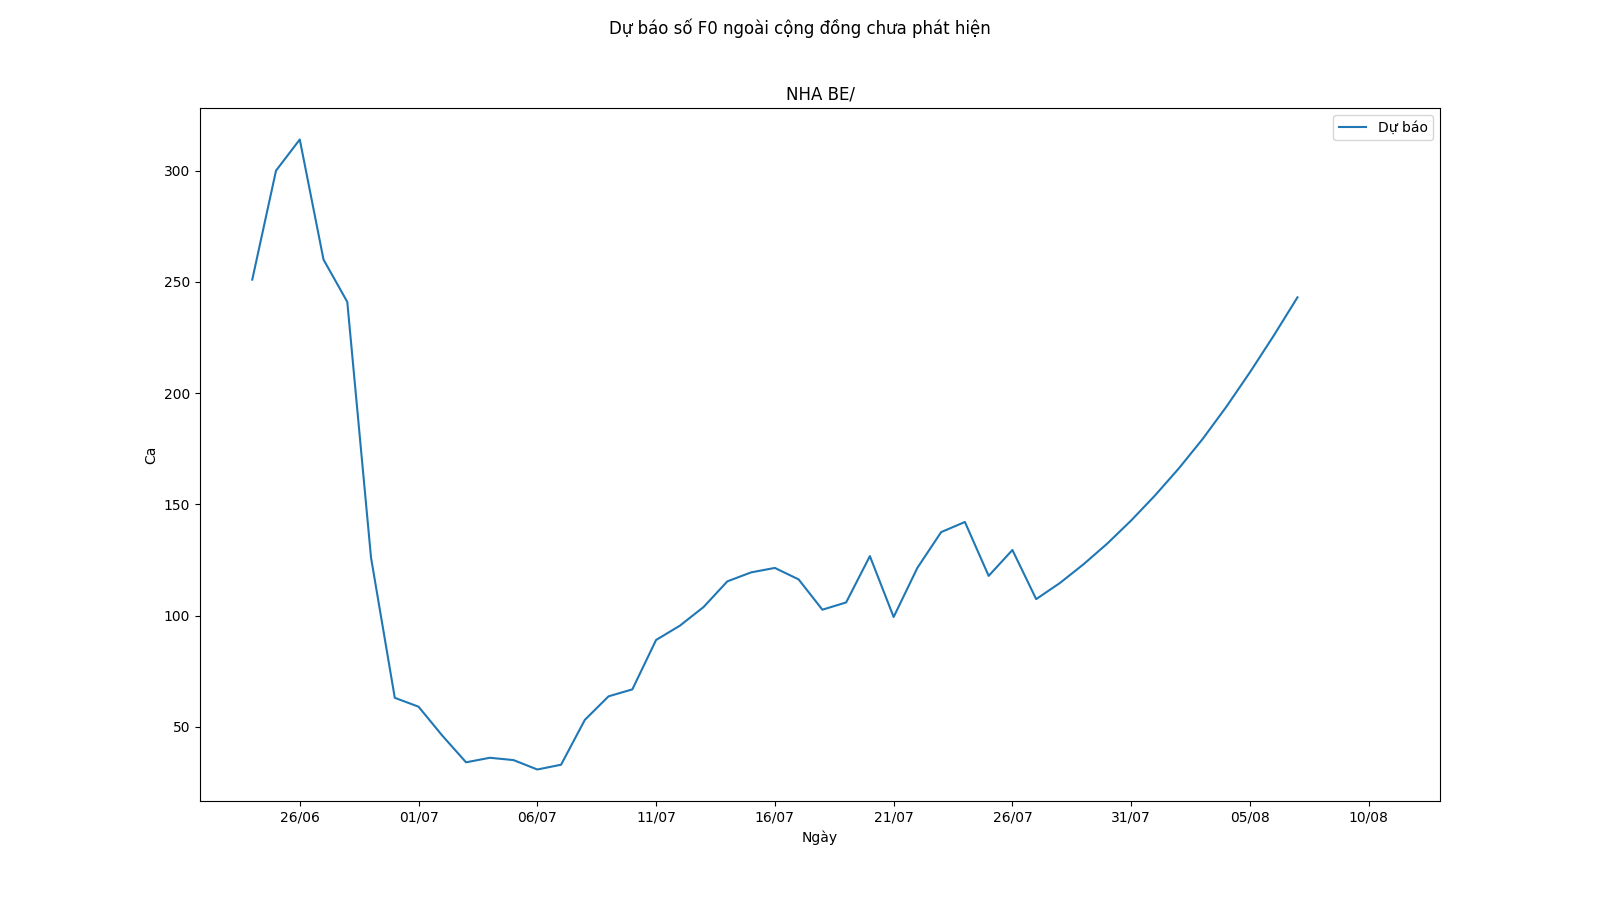 Dự báo số F0 ngoài cộng đồng chưa phát hiện
NHA BE/
Dự báo
300
250
200
150
100
50
Ca
26/06 01/07 06/07 11/07 16/07 21/07 26/07 31/07 05/08 10/08
Ngày